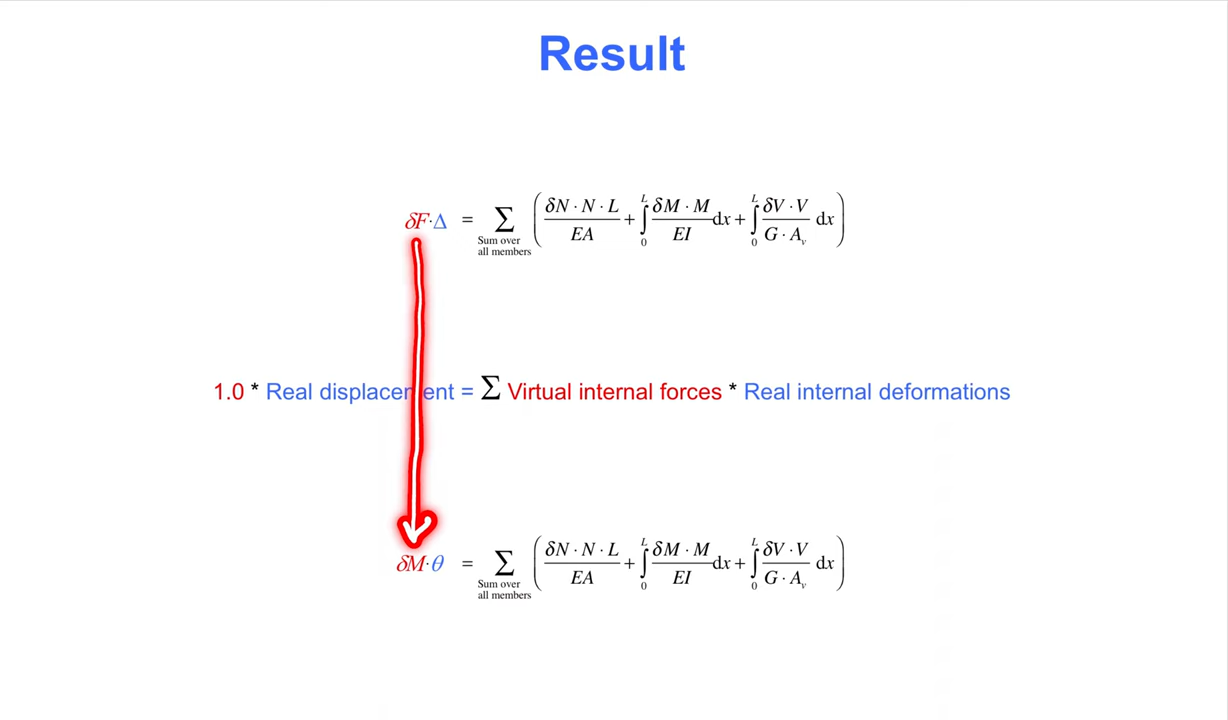 Result
δF·Δ = ∑ Sum over all members ( δN · N · L / EA + ∫₀ᴸ δM · M / EI dx + ∫₀ᴸ δV · V / G · Aᵥ dx )
1.0 * Real displacement = ∑ Virtual internal forces * Real internal deformations
δM·θ = ∑ Sum over all members ( δN · N · L / EA + ∫₀ᴸ δM · M / EI dx + ∫₀ᴸ δV · V / G · Aᵥ dx )